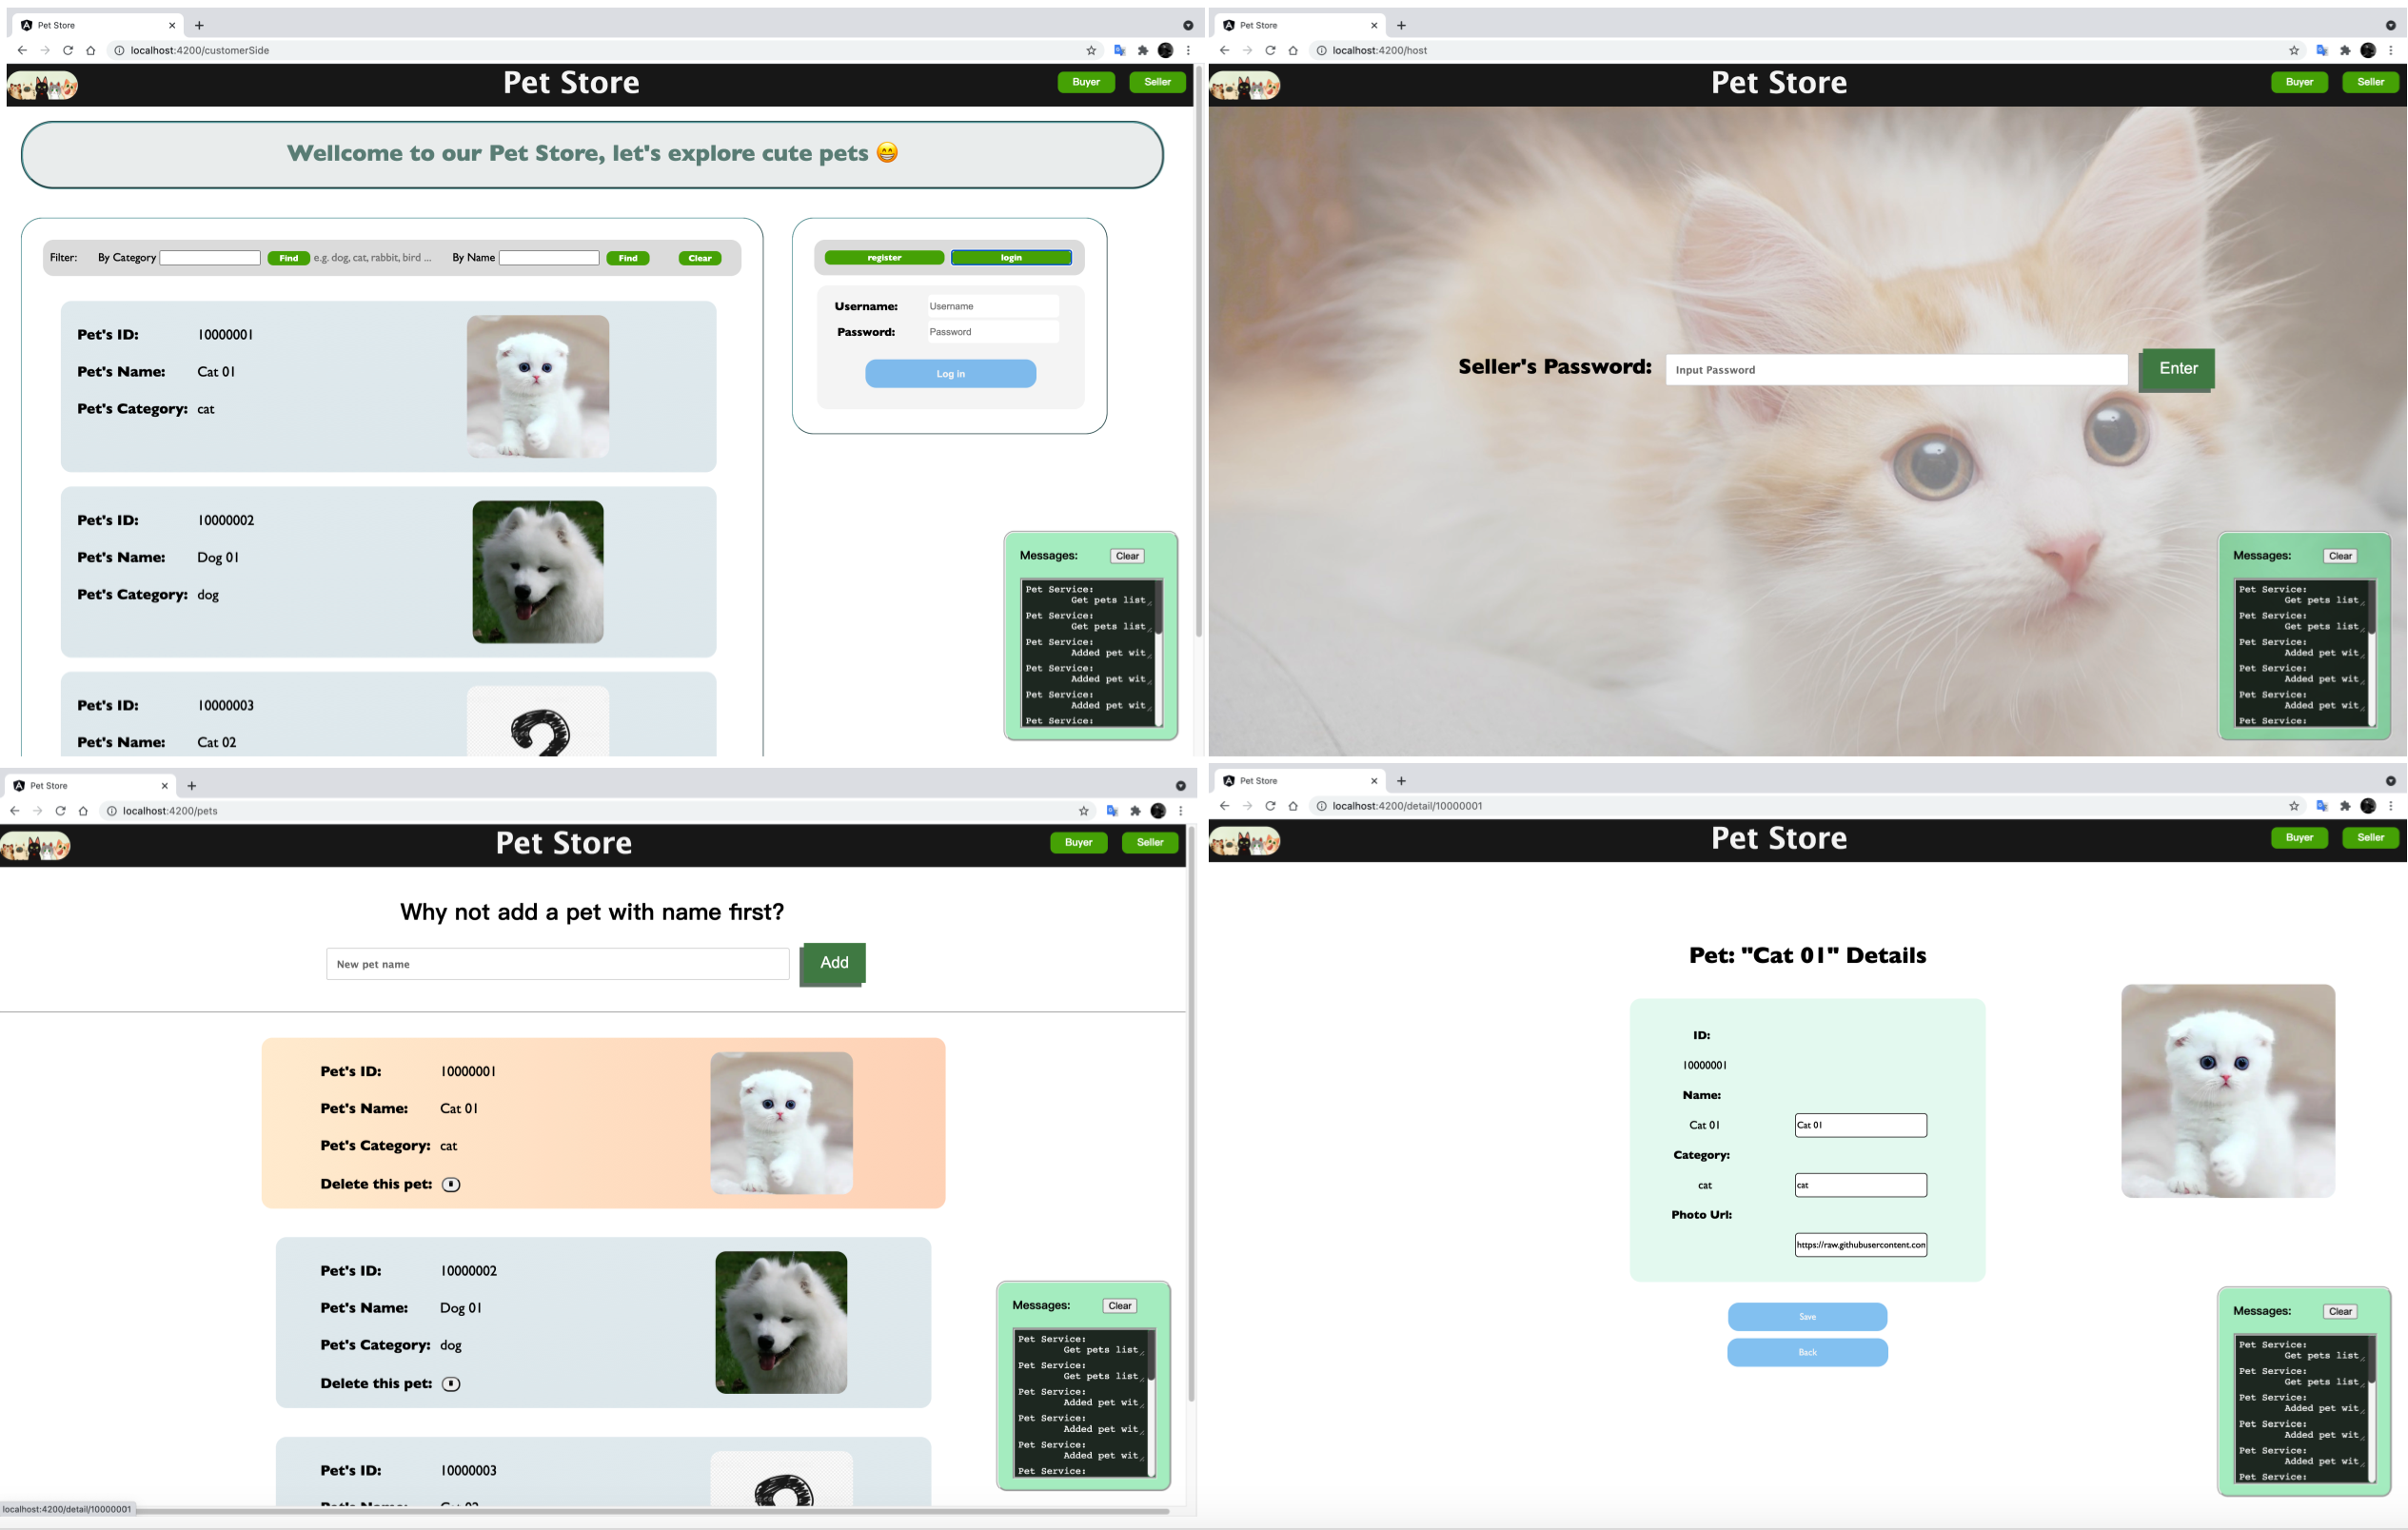 Pet Store
localhost:4200/customerSide
Pet Store
Buyer
Seller
Wellcome to our Pet Store, let's explore cute pets 😁
Filter: By Category Find e.g. dog, cat, rabbit, bird ... By Name Find Clear
Pet's ID: 10000001
Pet's Name: Cat 01
Pet's Category: cat
Pet's ID: 10000002
Pet's Name: Dog 01
Pet's Category: dog
Pet's ID: 10000003
Pet's Name: Cat 02
register login
Username: Username
Password: Password
Log in
Messages: Clear
Pet Service:
Get pets list
Pet Service:
Get pets list
Pet Service:
Added pet wit
Pet Service:
Added pet wit
Pet Service:
Added pet wit
Pet Service:
Pet Store
localhost:4200/host
Pet Store
Buyer
Seller
Seller's Password: Input Password Enter
Messages: Clear
Pet Service:
Get pets list
Pet Service:
Get pets list
Pet Service:
Added pet wit
Pet Service:
Added pet wit
Pet Service:
Added pet wit
Pet Service:
Pet Store
localhost:4200/pets
Pet Store
Buyer
Seller
Why not add a pet with name first?
New pet name Add
Pet's ID: 10000001
Pet's Name: Cat 01
Pet's Category: cat
Delete this pet:
Pet's ID: 10000002
Pet's Name: Dog 01
Pet's Category: dog
Delete this pet:
Pet's ID: 10000003
Pet's Name: Cat 02
localhost:4200/detail/10000001
Messages: Clear
Pet Service:
Get pets list
Pet Service:
Get pets list
Pet Service:
Added pet wit
Pet Service:
Added pet wit
Pet Service:
Added pet wit
Pet Service:
Pet Store
localhost:4200/detail/10000001
Pet Store
Buyer
Seller
Pet: "Cat 01" Details
ID:
10000001
Name:
Cat 01 Cat 01
Category:
cat cat
Photo Url:
https://raw.githubusercontent.con
Save
Back
Messages: Clear
Pet Service:
Get pets list
Pet Service:
Get pets list
Pet Service:
Added pet wit
Pet Service:
Added pet wit
Pet Service:
Added pet wit
Pet Service: